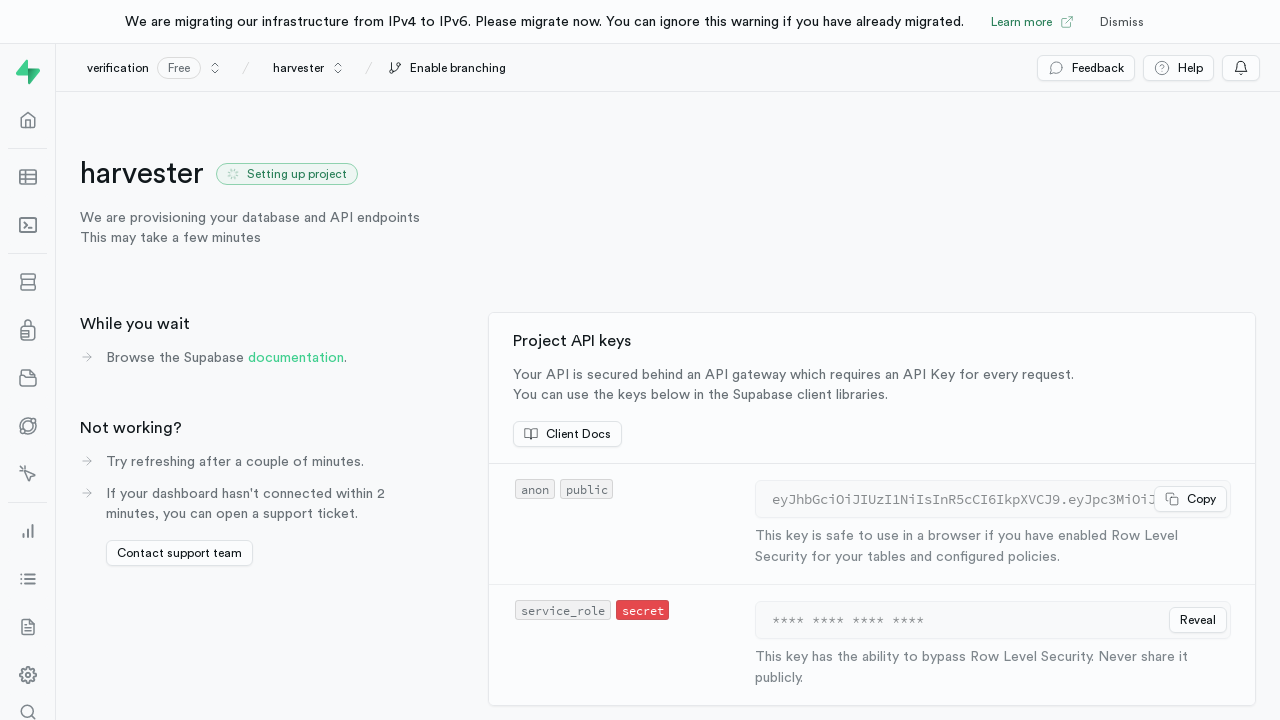 We are migrating our infrastructure from IPv4 to IPv6. Please migrate now. You can ignore this warning if you have already migrated. Learn more Dismiss
verification Free / harvester / Enable branching Feedback Help
harvester Setting up project
We are provisioning your database and API endpoints
This may take a few minutes
While you wait
Browse the Supabase documentation.
Not working?
Try refreshing after a couple of minutes.
If your dashboard hasn't connected within 2
minutes, you can open a support ticket.
Contact support team
Project API keys
Your API is secured behind an API gateway which requires an API Key for every request.
You can use the keys below in the Supabase client libraries.
Client Docs
anon public eyJhbGciOiJIUzI1NiIsInR5cCI6IkpXVCJ9.eyJpc3MiOiJ Copy
This key is safe to use in a browser if you have enabled Row Level
Security for your tables and configured policies.
service_role secret **** **** **** **** Reveal
This key has the ability to bypass Row Level Security. Never share it
publicly.